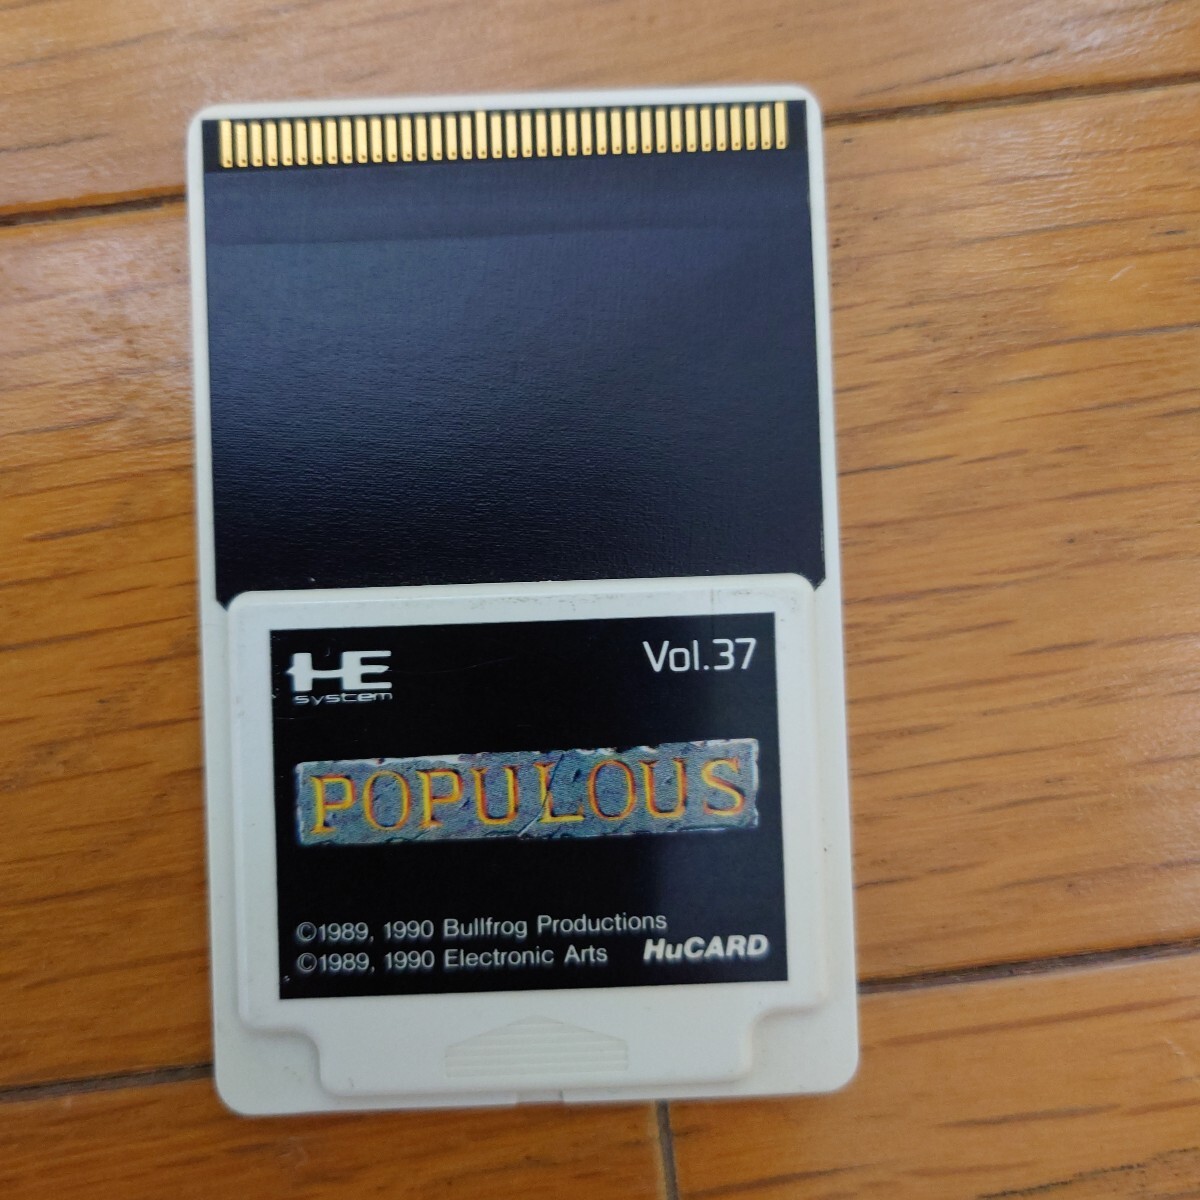 HE
system
Vol.37
POPULOUS
©1989, 1990 Bullfrog Productions
©1989, 1990 Electronic Arts
HuCARD